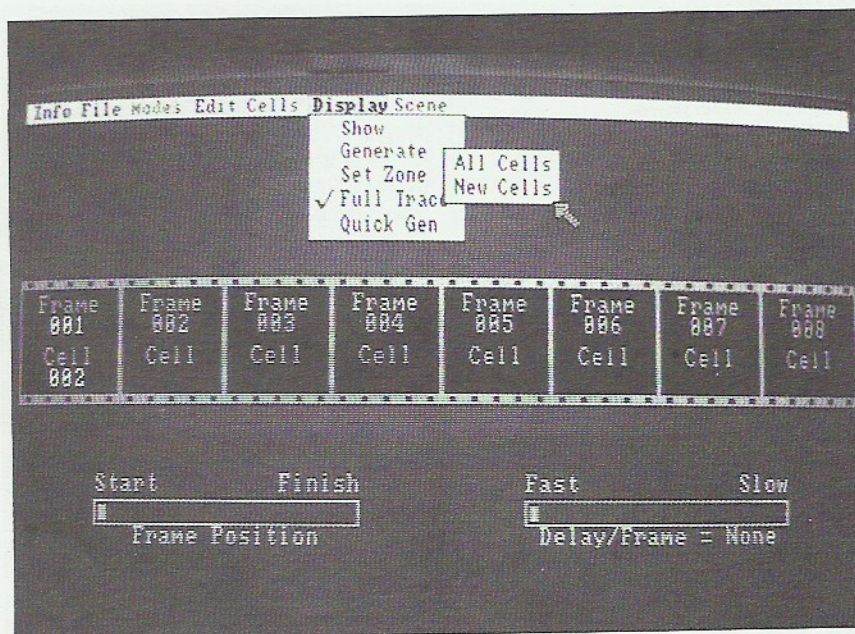 Info File Modes Edit Cells Display Scene
Show
Generate
Set Zone
✓ Full Trace
Quick Gen
All Cells
New Cells
Frame Frame Frame Frame Frame Frame Frame Frame
001 002 003 004 005 006 007 008
Cell Cell Cell Cell Cell Cell Cell Cell
002
Start Finish
Frame Position
Fast Slow
Delay/Frame = None